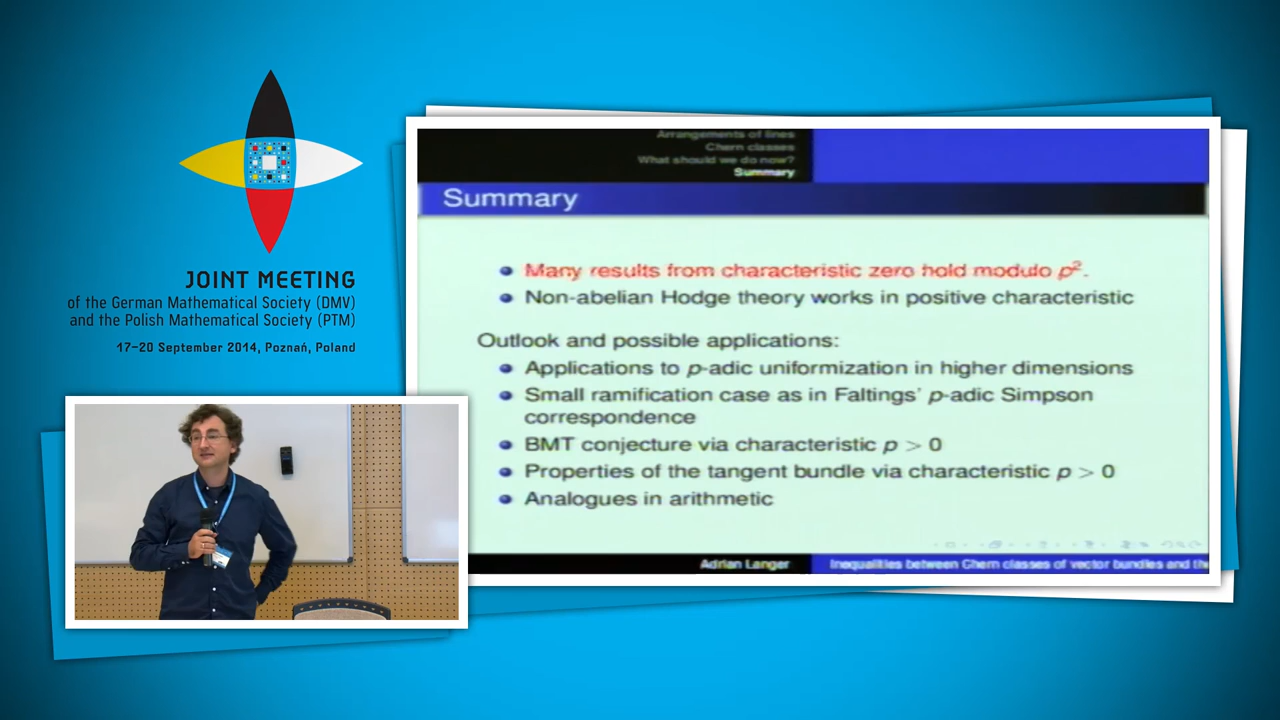 JOINT MEETING
of the German Mathematical Society (DMV)
and the Polish Mathematical Society (PTM)
17–20 September 2014, Poznań, Poland
Arrangements of lines
Chern classes
What should we do now?
Summary
Summary
Many results from characteristic zero hold modulo p².
Non-abelian Hodge theory works in positive characteristic
Outlook and possible applications:
Applications to p-adic uniformization in higher dimensions
Small ramification case as in Faltings' p-adic Simpson
correspondence
BMT conjecture via characteristic p > 0
Properties of the tangent bundle via characteristic p > 0
Analogues in arithmetic
Adrian Langer
Inequalities between Chern classes of vector bundles and